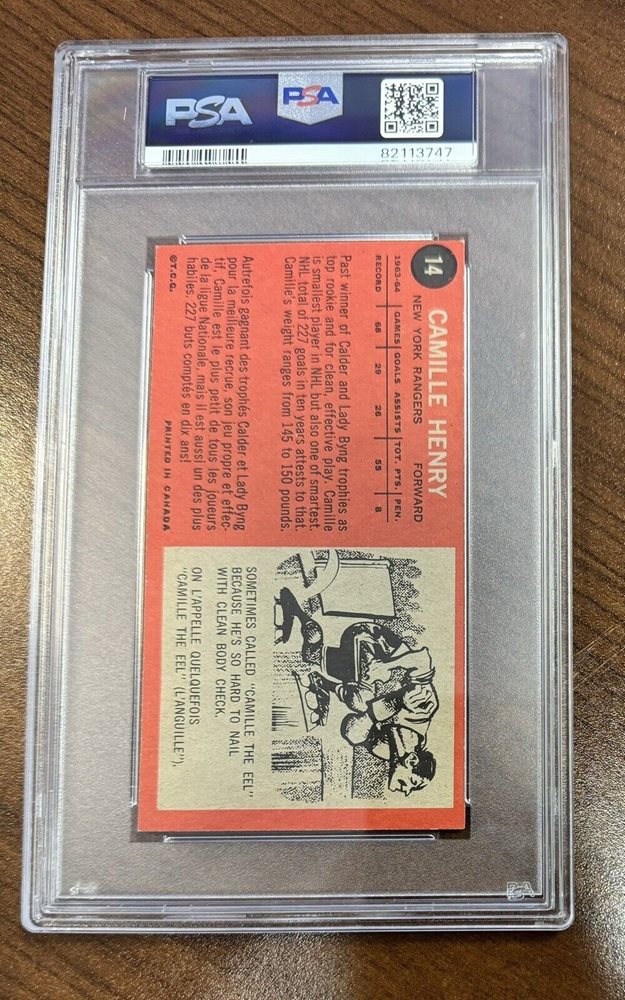 PSA
PSA
82113747
14
CAMILLE HENRY
NEW YORK RANGERS FORWARD
1963-64 GAMES GOALS ASSISTS TOT. PTS. PEN.
RECORD 68 29 26 55 8
Past winner of Calder and Lady Byng trophies as
top rookie and for clean, effective play. Camille
is smallest player in NHL but also one of smartest.
NHL total of 227 goals in ten years attests to that.
Camille's weight ranges from 145 to 150 pounds.
Autrefois gagnant des trophés Calder et Lady Byng
pour la meilleure recrue, son jeu propre et effec-
tif, Camille est le plus petit de tous les joueurs
de la ligue Nationale, mais il est aussi un des plus
habiles. 227 buts comptés en dix ans!
©T.C.G. PRINTED IN CANADA
SOMETIMES CALLED "CAMILLE THE EEL"
BECAUSE HE'S SO HARD TO NAIL
WITH CLEAN BODY CHECK.
ON L'APPELLE QUELQUEFOIS
"CAMILLE THE EEL" (L'ANGUILLE").
PSA